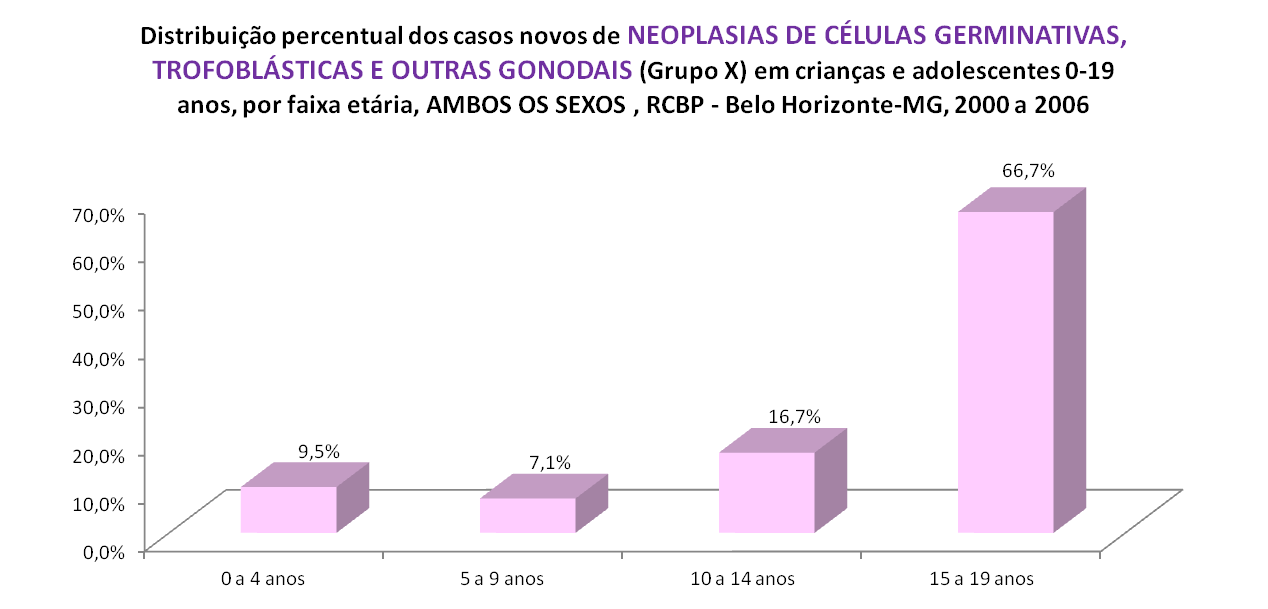 Distribuição percentual dos casos novos de NEOPLASIAS DE CÉLULAS GERMINATIVAS,
TROFOBLÁSTICAS E OUTRAS GONODAIS (Grupo X) em crianças e adolescentes 0-19
anos, por faixa etária, AMBOS OS SEXOS , RCBP - Belo Horizonte-MG, 2000 a 2006
66,7%
70,0%
60,0%
50,0%
40,0%
30,0%
16,7%
20,0%
9,5%
7,1%
10,0%
0,0%
0 a 4 anos
5 a 9 anos
10 a 14 anos
15 a 19 anos